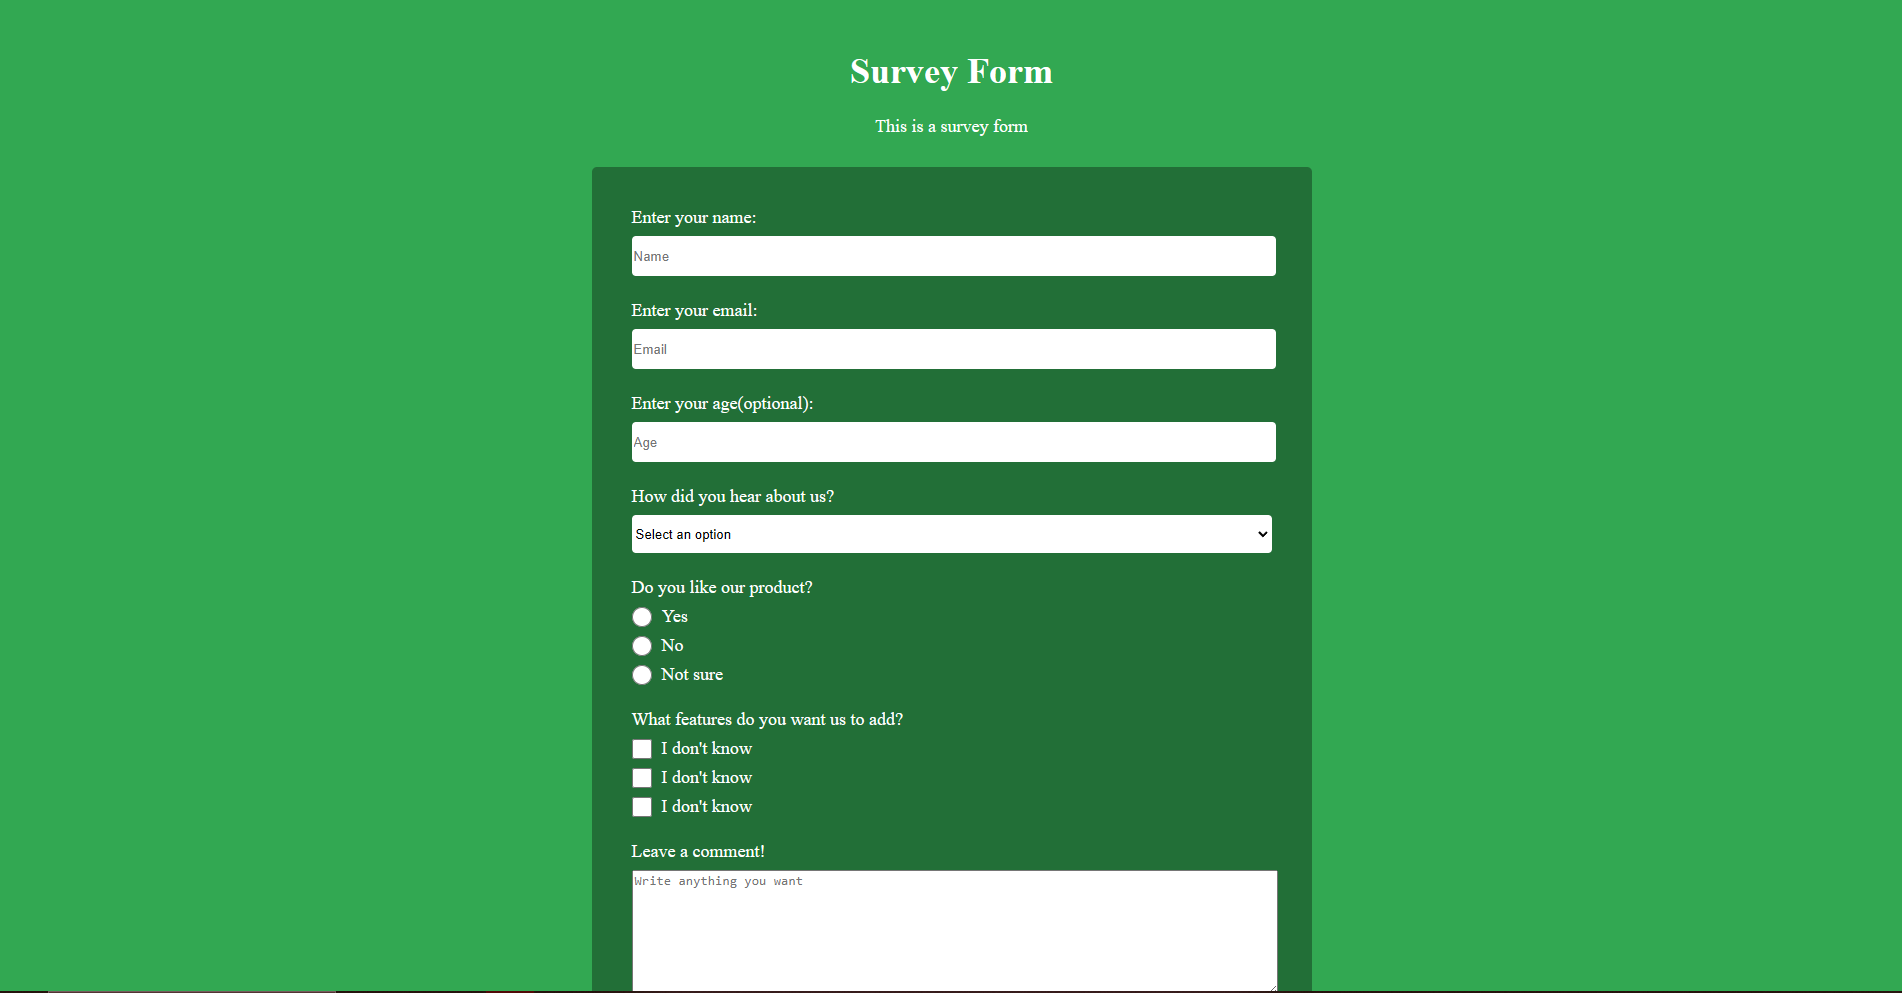 Survey Form
This is a survey form
Enter your name:
Name
Enter your email:
Email
Enter your age(optional):
Age
How did you hear about us?
Select an option
Do you like our product?
Yes
No
Not sure
What features do you want us to add?
I don't know
I don't know
I don't know
Leave a comment!
Write anything you want